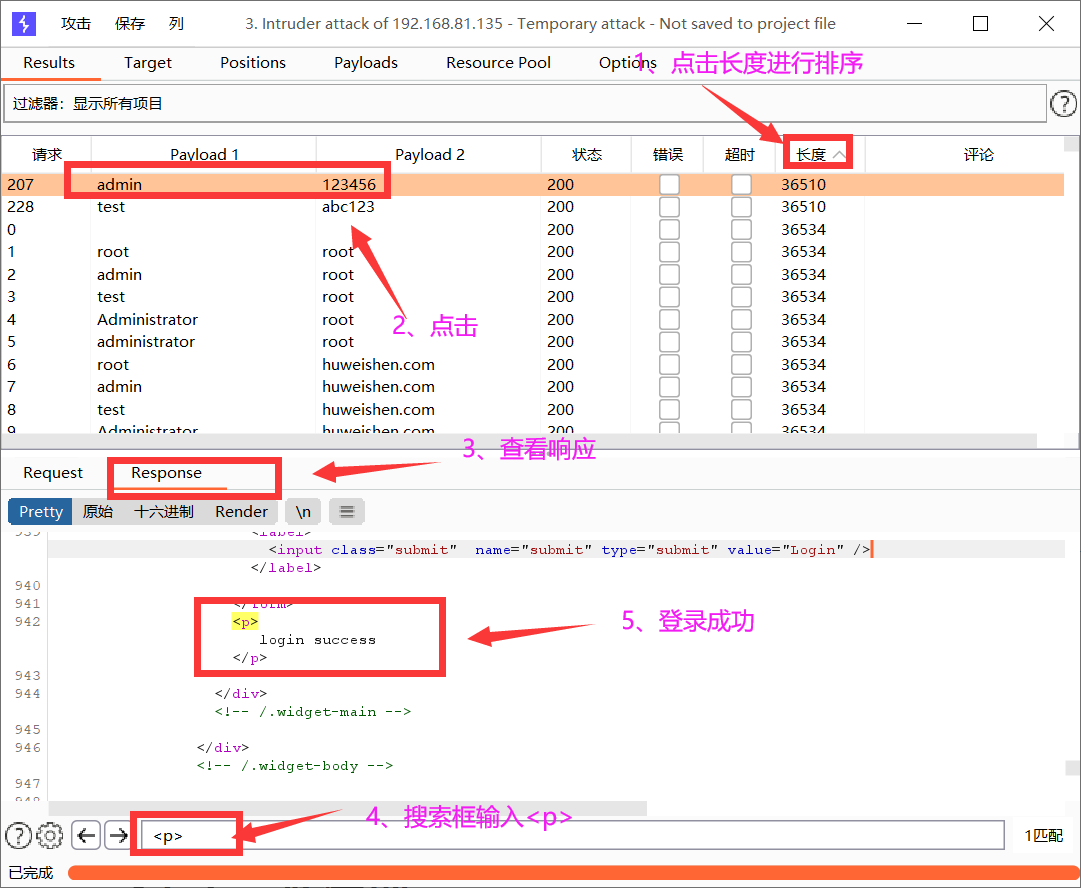 攻击 保存 列 3. Intruder attack of 192.168.81.135 - Temporary attack - Not saved to project file
Results Target Positions Payloads Resource Pool Options
1、点击长度进行排序
过滤器：显示所有项目
请求 Payload 1 Payload 2 状态 错误 超时 长度 评论
207 admin 123456 200 36510
228 test abc123 200 36510
0 200 36534
1 root root 200 36534
2 admin root 200 36534
3 test root 200 36534
4 Administrator root 200 36534
2、点击
5 administrator root 200 36534
6 root huweishen.com 200 36534
7 admin huweishen.com 200 36534
8 test huweishen.com 200 36534
9 Administrator huweishen.com 200 36534
3、查看响应
Request Response
Pretty 原始 十六进制 Render \n
939 <label>
<input class="submit" name="submit" type="submit" value="Login" />
</label>
940
941 </form>
942 <p>
5、登录成功
login success
</p>
943
944 </div>
<!-- /.widget-main -->
945
946 </div>
<!-- /.widget-body -->
947
948
4、搜索框输入<p>
<p> 1匹配
已完成